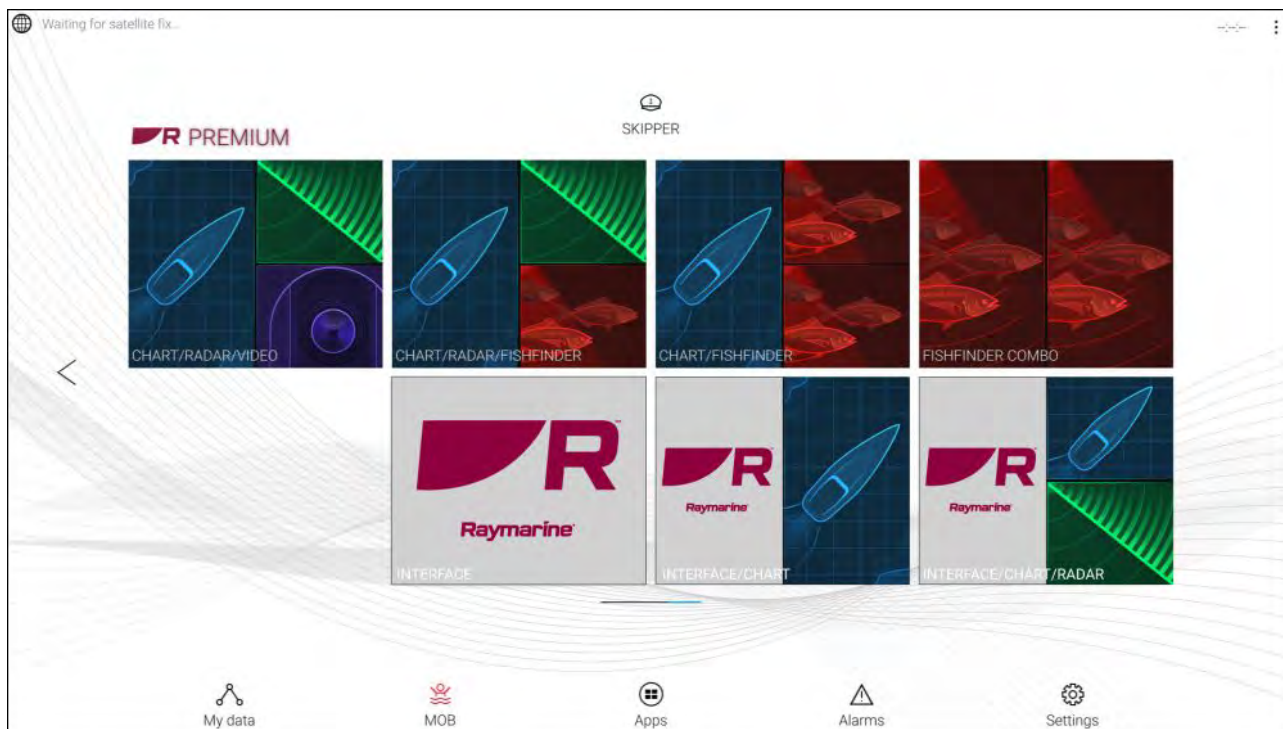 Waiting for satellite fix...
--:--:--
SKIPPER
R PREMIUM
CHART/RADAR/VIDEO
CHART/RADAR/FISHFINDER
CHART/FISHFINDER
FISHFINDER COMBO
R
Raymarine
INTERFACE
R
Raymarine
INTERFACE/CHART
R
Raymarine
INTERFACE/CHART/RADAR
My data
MOB
Apps
Alarms
Settings